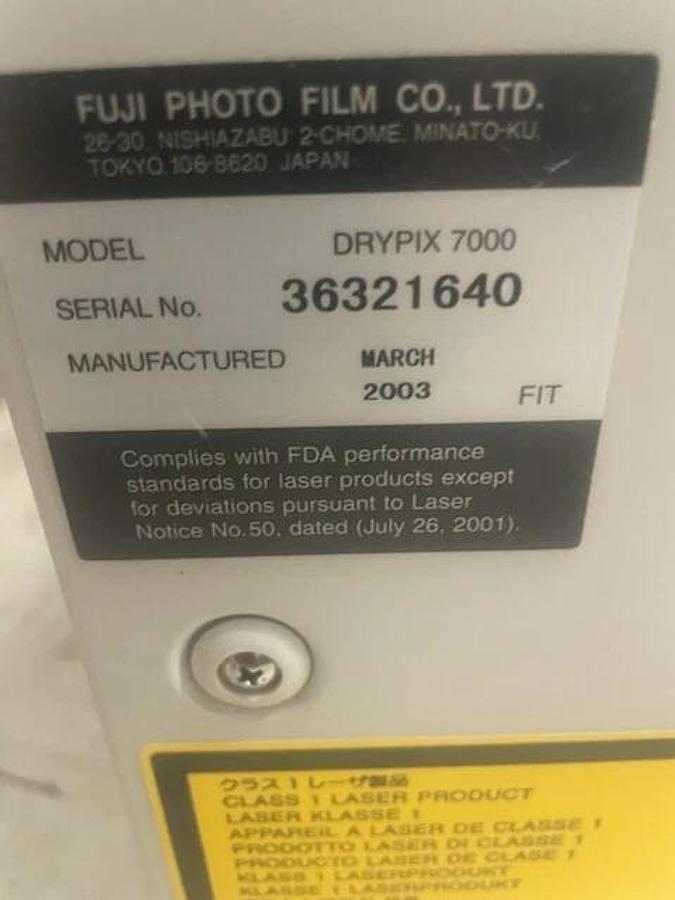 FUJI PHOTO FILM CO., LTD.
26-30, NISHIAZABU 2-CHOME, MINATO-KU,
TOKYO 106-8620, JAPAN
MODEL DRYPIX 7000
SERIAL No. 36321640
MANUFACTURED MARCH
2003 FIT
Complies with FDA performance
standards for laser products except
for deviations pursuant to Laser
Notice No.50, dated (July 26, 2001).
クラス 1 レーザ製品
CLASS 1 LASER PRODUCT
LASER KLASSE 1
APPAREIL A LASER DE CLASSE 1
PRODOTTO LASER DI CLASSE 1
PRODUCTO LASER DE CLASE 1
KLASS 1 LASERPRODUKT
KLASSE 1 LASERPRODUKT